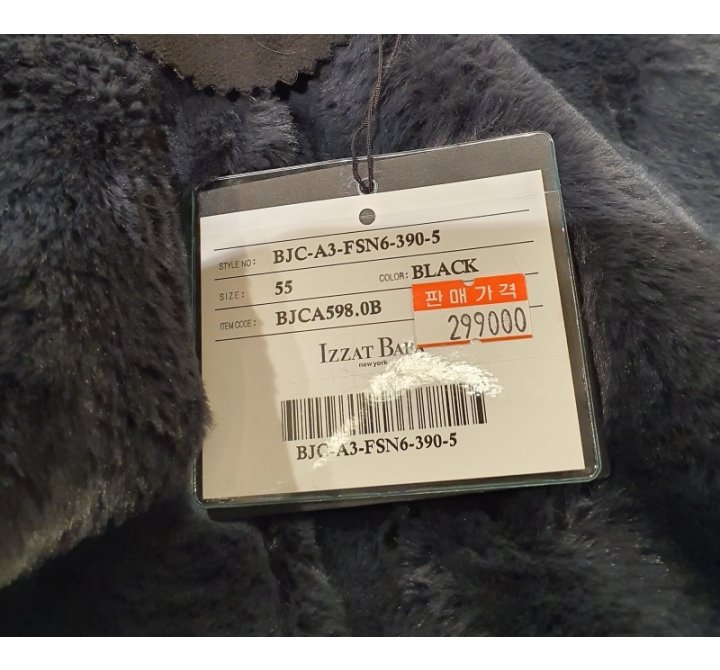 STYLE NO: BJC-A3-FSN6-390-5
SIZE: 55 COLOR: BLACK
판매가격
ITEM CODE: BJCA598.0B 299000
IZZAT BABA
new york
BJC-A3-FSN6-390-5